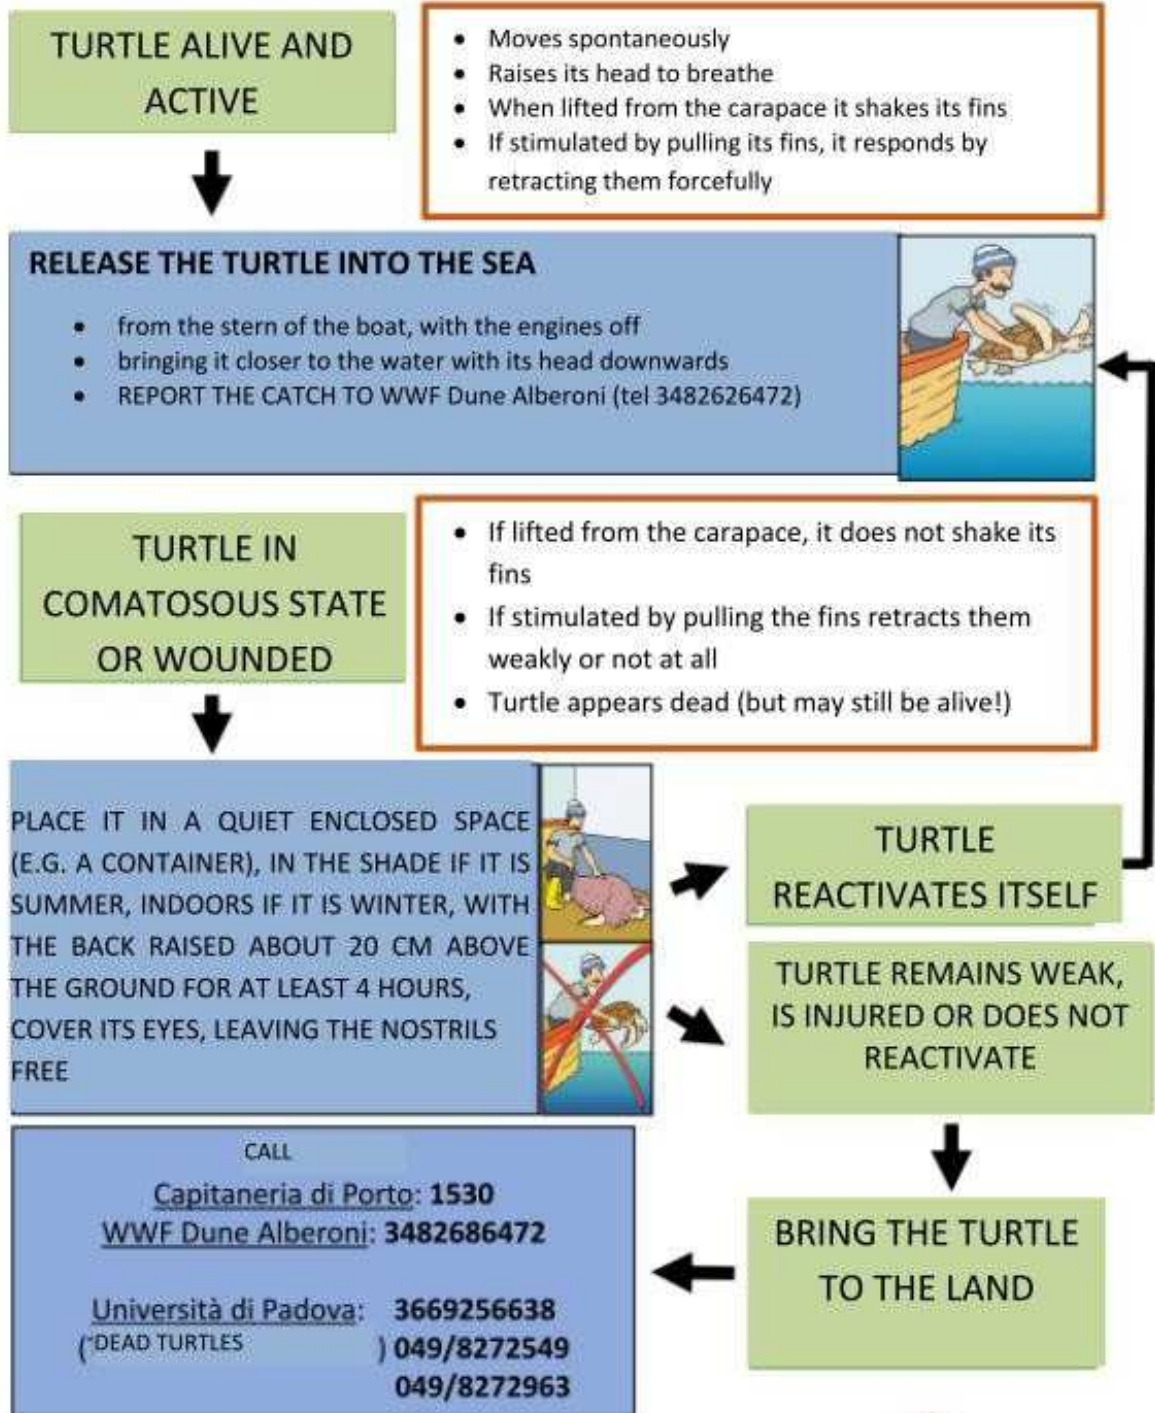 TURTLE ALIVE AND
ACTIVE
• Moves spontaneously
• Raises its head to breathe
• When lifted from the carapace it shakes its fins
• If stimulated by pulling its fins, it responds by
retracting them forcefully
RELEASE THE TURTLE INTO THE SEA
• from the stern of the boat, with the engines off
• bringing it closer to the water with its head downwards
• REPORT THE CATCH TO WWF Dune Alberoni (tel 3482626472)
TURTLE IN
COMATOSOUS STATE
OR WOUNDED
• If lifted from the carapace, it does not shake its
fins
• If stimulated by pulling the fins retracts them
weakly or not at all
• Turtle appears dead (but may still be alive!)
PLACE IT IN A QUIET ENCLOSED SPACE
(E.G. A CONTAINER), IN THE SHADE IF IT IS
SUMMER, INDOORS IF IT IS WINTER, WITH
THE BACK RAISED ABOUT 20 CM ABOVE
THE GROUND FOR AT LEAST 4 HOURS,
COVER ITS EYES, LEAVING THE NOSTRILS
FREE
TURTLE
REACTIVATES ITSELF
TURTLE REMAINS WEAK,
IS INJURED OR DOES NOT
REACTIVATE
BRING THE TURTLE
TO THE LAND
CALL
Capitaneria di Porto: 1530
WWF Dune Alberoni: 3482686472
Università di Padova: 3669256638
("DEAD TURTLES ) 049/8272549
049/8272963